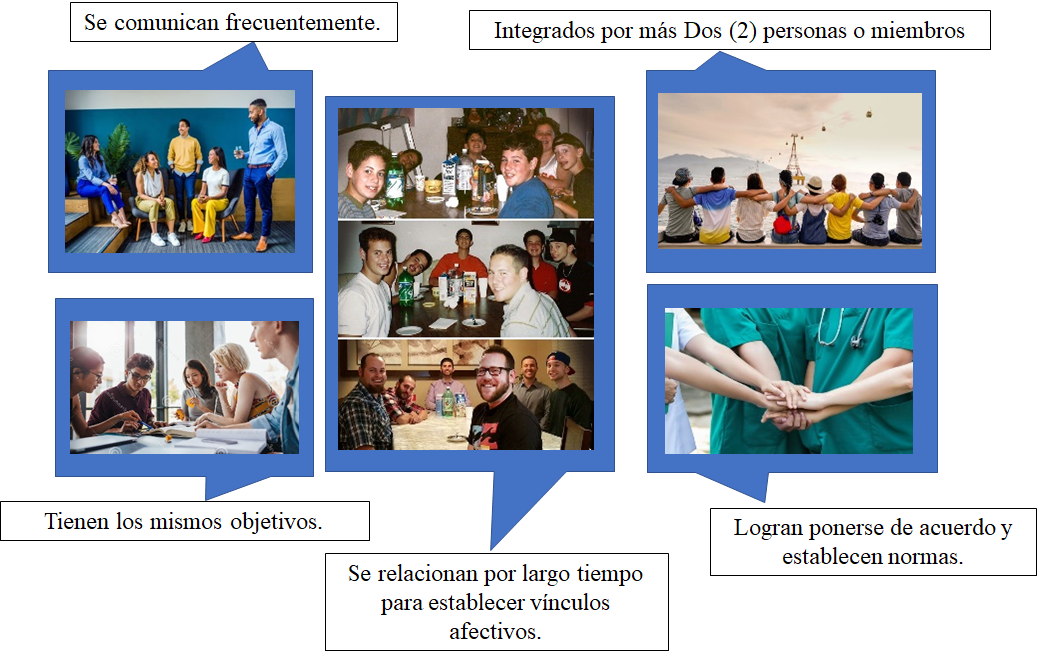 Se comunican frecuentemente.
Integrados por más Dos (2) personas o miembros
Tienen los mismos objetivos.
Logran ponerse de acuerdo y
establecen normas.
Se relacionan por largo tiempo
para establecer vínculos
afectivos.